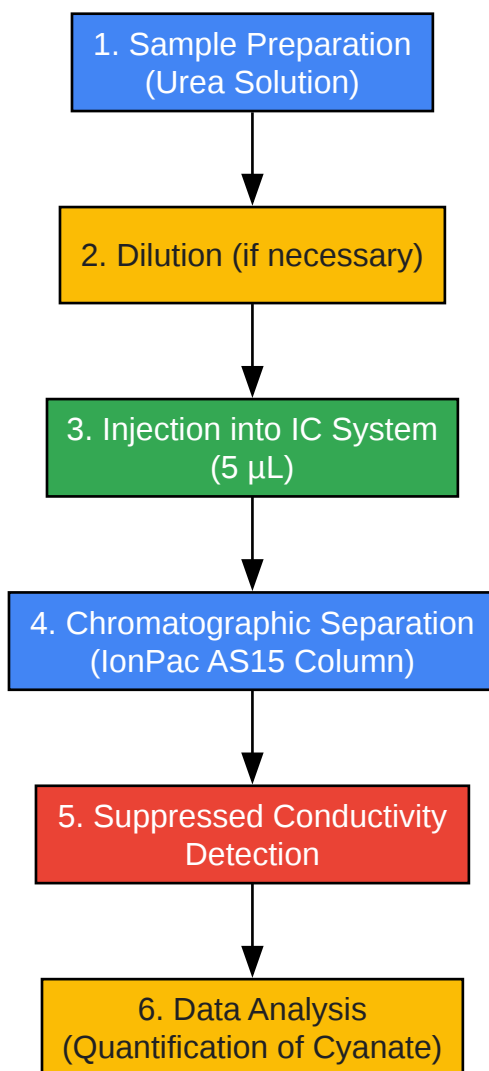 1. Sample Preparation
(Urea Solution)
2. Dilution (if necessary)
3. Injection into IC System
(5 µL)
4. Chromatographic Separation
(IonPac AS15 Column)
5. Suppressed Conductivity
Detection
6. Data Analysis
(Quantification of Cyanate)